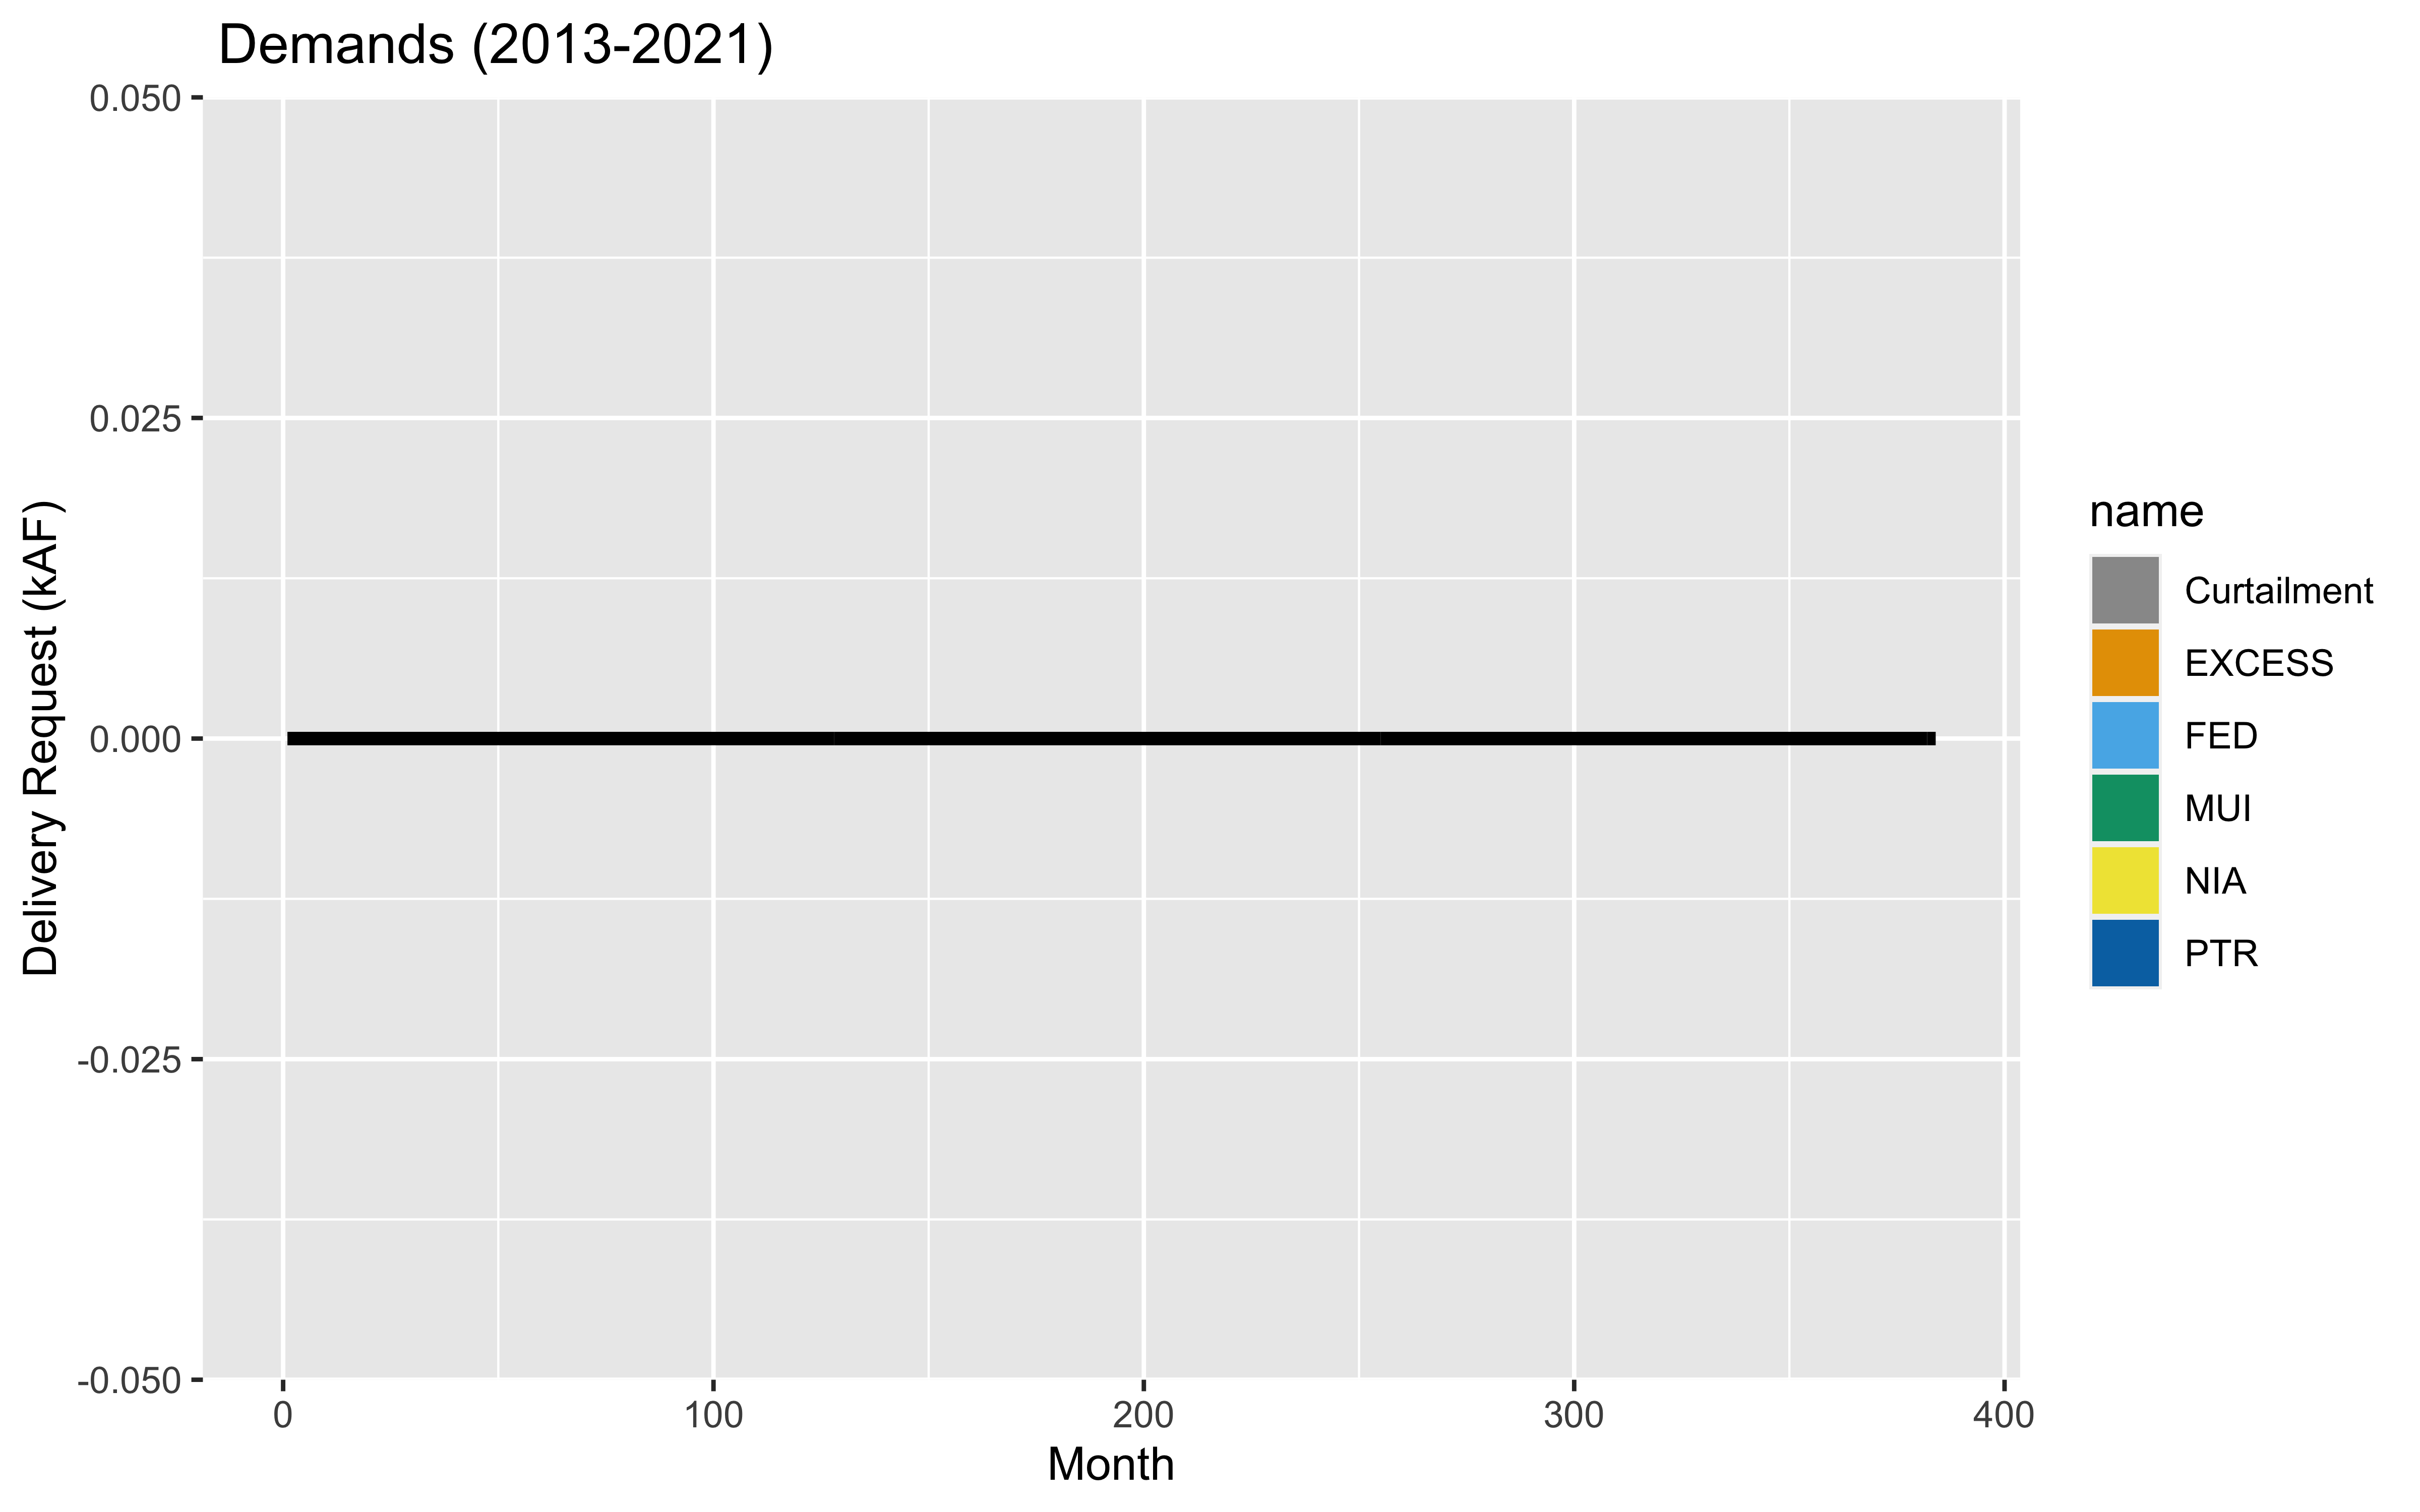 Demands (2013-2021)
0.050
0.025
0.000
-0.025
-0.050
Delivery Request (kAF)
0
100
200
300
400
Month
name
Curtailment
EXCESS
FED
MUI
NIA
PTR